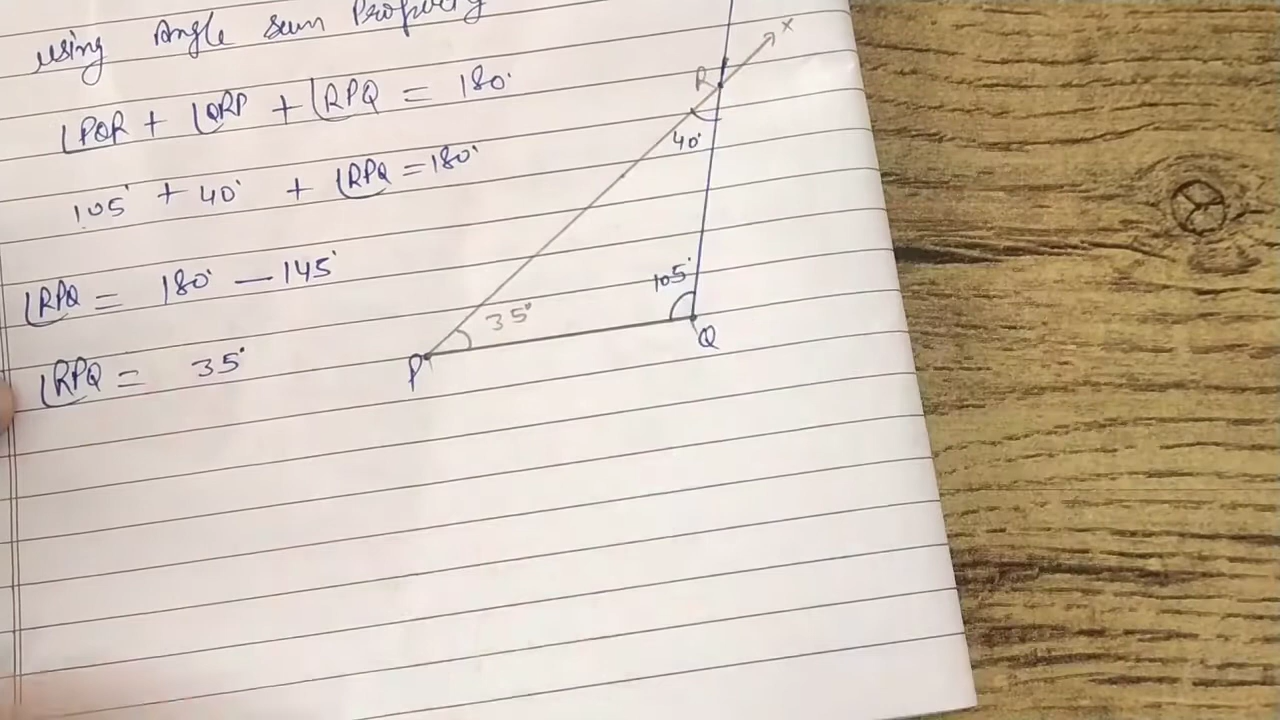 using Angle sum Property
∠PQR + ∠QRP + ∠RPQ = 180°
105° + 40° + ∠RPQ = 180°
∠RPQ = 180° — 145°
∠RPQ = 35°
X
R
40°
105°
35°
P
Q